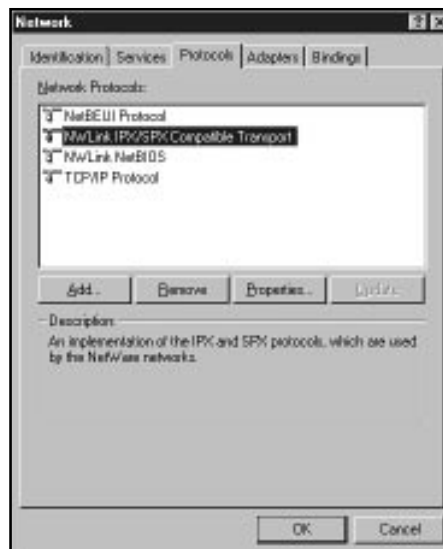 Network
Identification Services Protocols Adapters Bindings
Network Protocols:
NetBEUI Protocol
NWLink IPX/SPX Compatible Transport
NWLink NetBIOS
TCP/IP Protocol
Add... Remove Properties... Update...
Description:
An implementation of the IPX and SPX protocols, which are used
by the NetWare networks.
OK Cancel